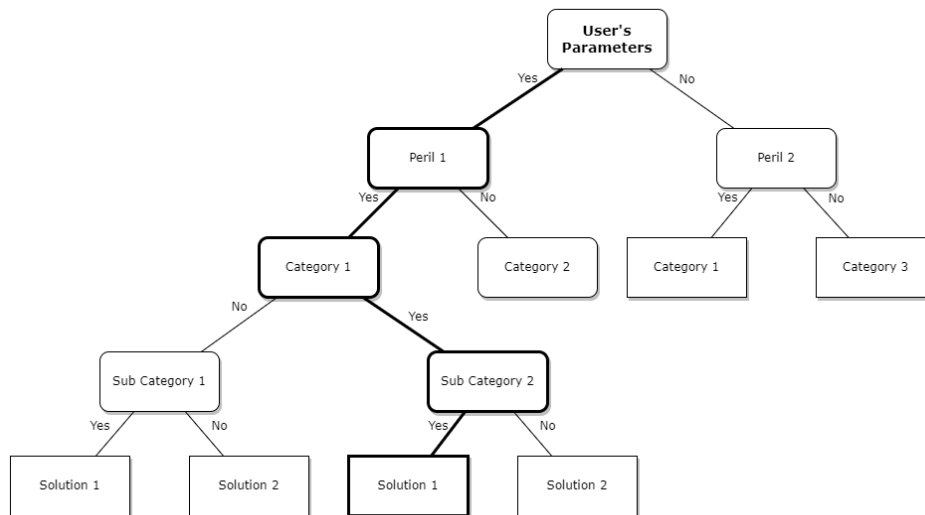 User's
Parameters
Yes
No
Peril 1
Peril 2
Yes
No
Yes
No
Category 1
Category 2
Category 1
Category 3
No
Yes
Sub Category 1
Sub Category 2
Yes
No
Yes
No
Solution 1
Solution 2
Solution 1
Solution 2